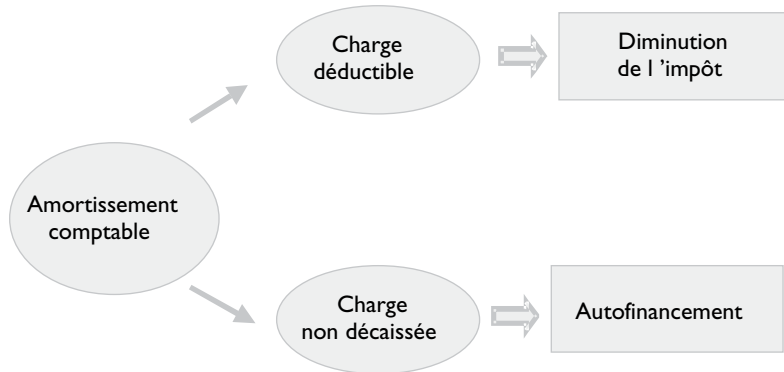 Charge
déductible
Diminution
de l ’impôt
Amortissement
comptable
Charge
non décaissée
Autofinancement